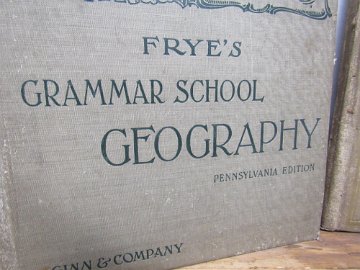 FRYE'S
GRAMMAR SCHOOL
GEOGRAPHY
PENNSYLVANIA EDITION
GINN & COMPANY